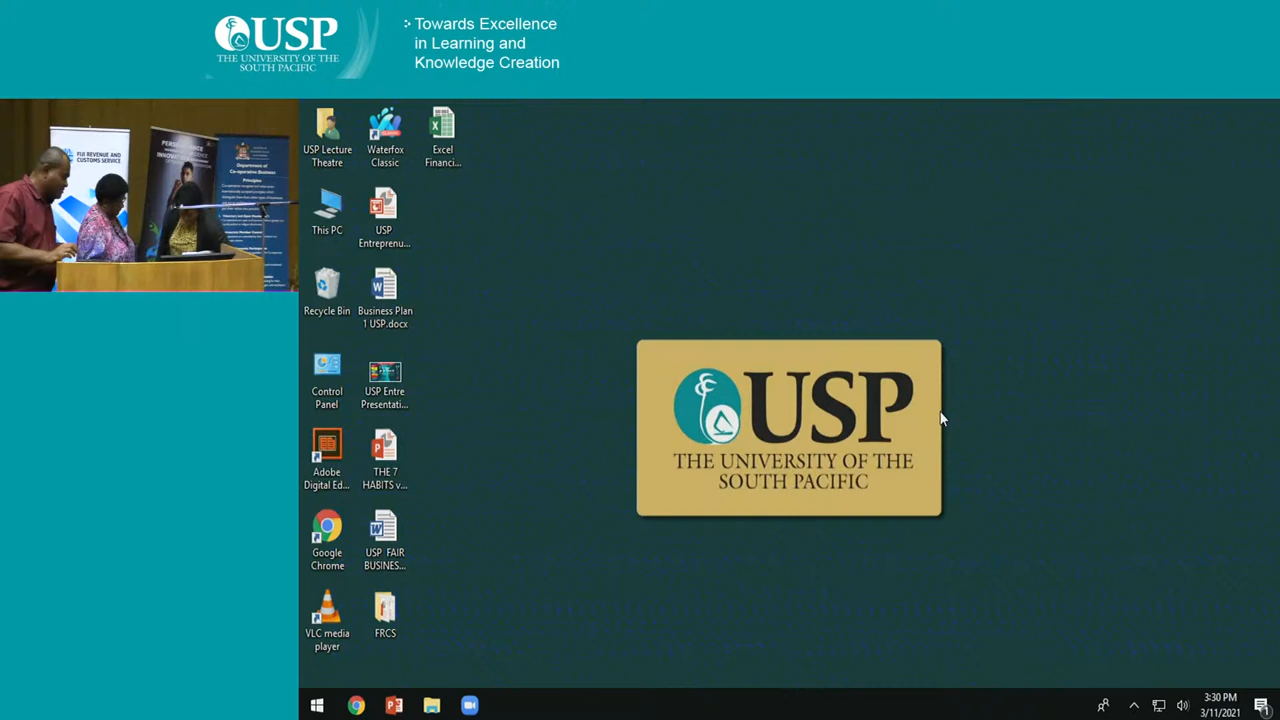 USP
THE UNIVERSITY OF THE
SOUTH PACIFIC
Towards Excellence
in Learning and
Knowledge Creation
FIJI REVENUE AND
CUSTOMS SERVICE
Department of
Co-operative Business
Principles
USP Lecture
Theatre
Waterfox
Classic
Excel
Financi...
This PC
USP
Entreprenu...
Recycle Bin
Business Plan
1 USP.docx
Control
Panel
USP Entre
Presentati...
Adobe
Digital Ed...
THE 7
HABITS v...
Google
Chrome
USP FAIR
BUSINES...
VLC media
player
FRCS
USP
THE UNIVERSITY OF THE
SOUTH PACIFIC
3:30 PM
3/11/2021